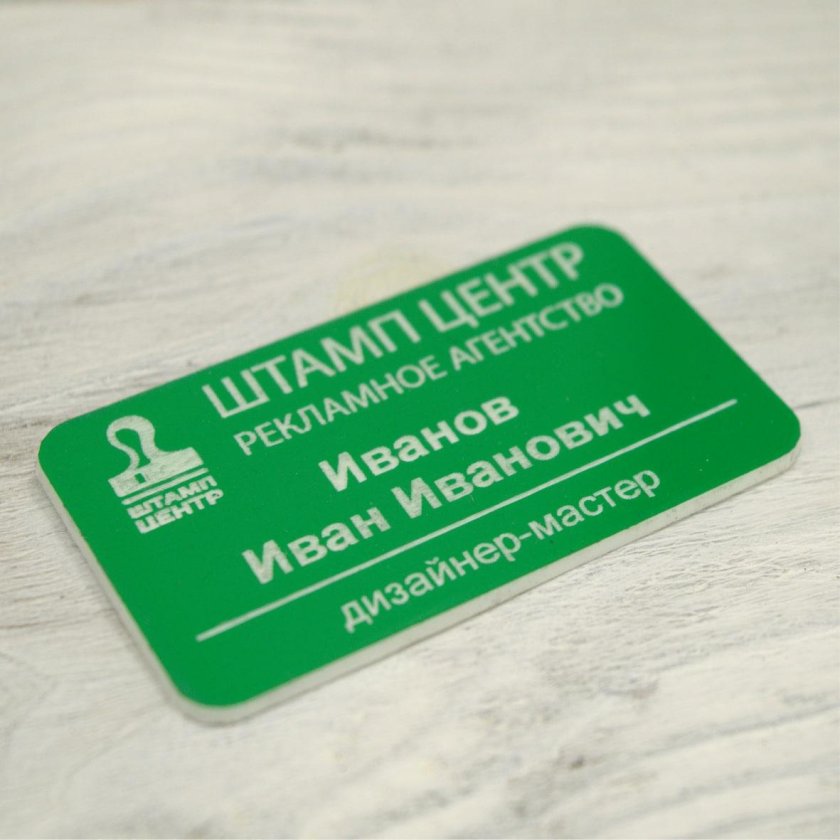 ШТАМП ЦЕНТР
РЕКЛАМНОЕ АГЕНТСТВО
ШТАМП
ЦЕНТР
Иванов
Иван Иванович
дизайнер-мастер